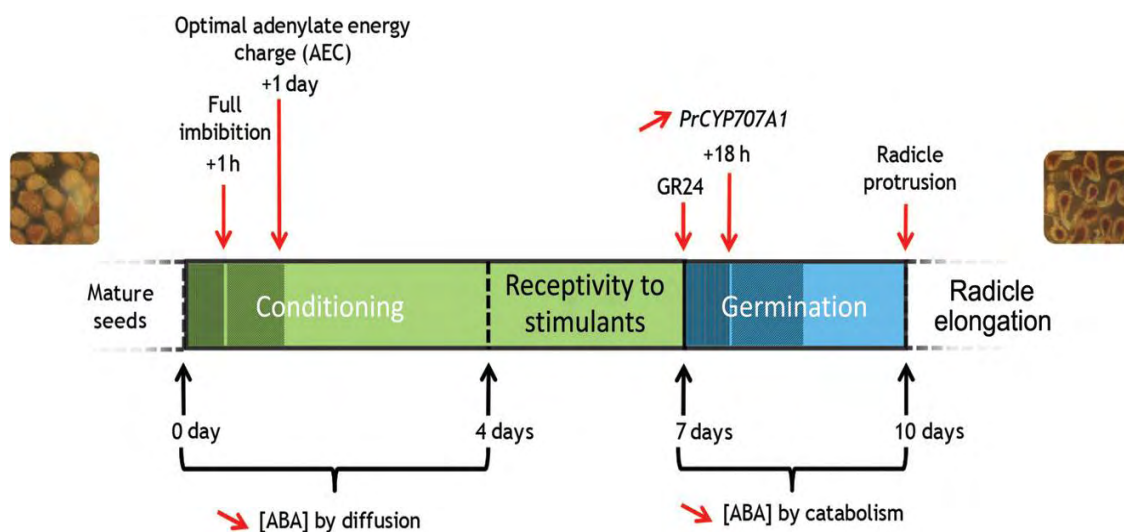 Optimal adenylate energy
charge (AEC)
+1 day
Full
imbibition
+1 h
PrCYP707A1
+18 h
GR24
Radicle
protrusion
Mature
seeds
Conditioning
Receptivity to
stimulants
Germination
Radicle
elongation
0 day
4 days
7 days
10 days
[ABA] by diffusion
[ABA] by catabolism